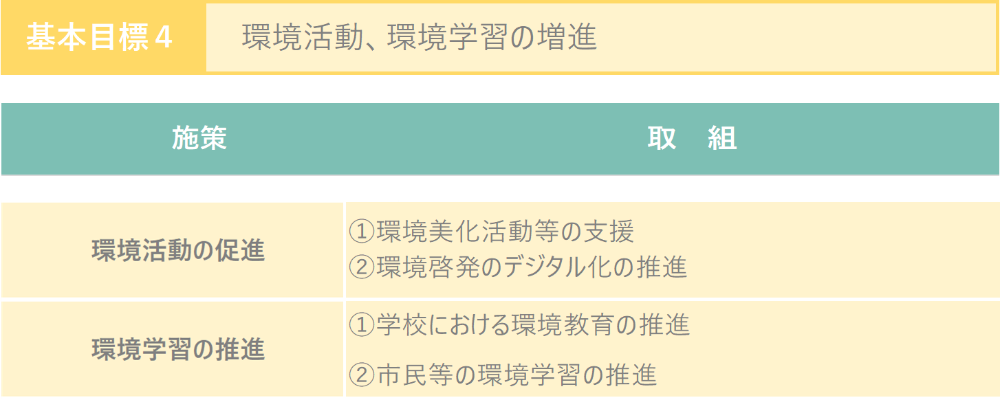 基本目標4 環境活動、環境学習の増進
施策 取 組
環境活動の促進
①環境美化活動等の支援
②環境啓発のデジタル化の推進
環境学習の推進
①学校における環境教育の推進
②市民等の環境学習の推進